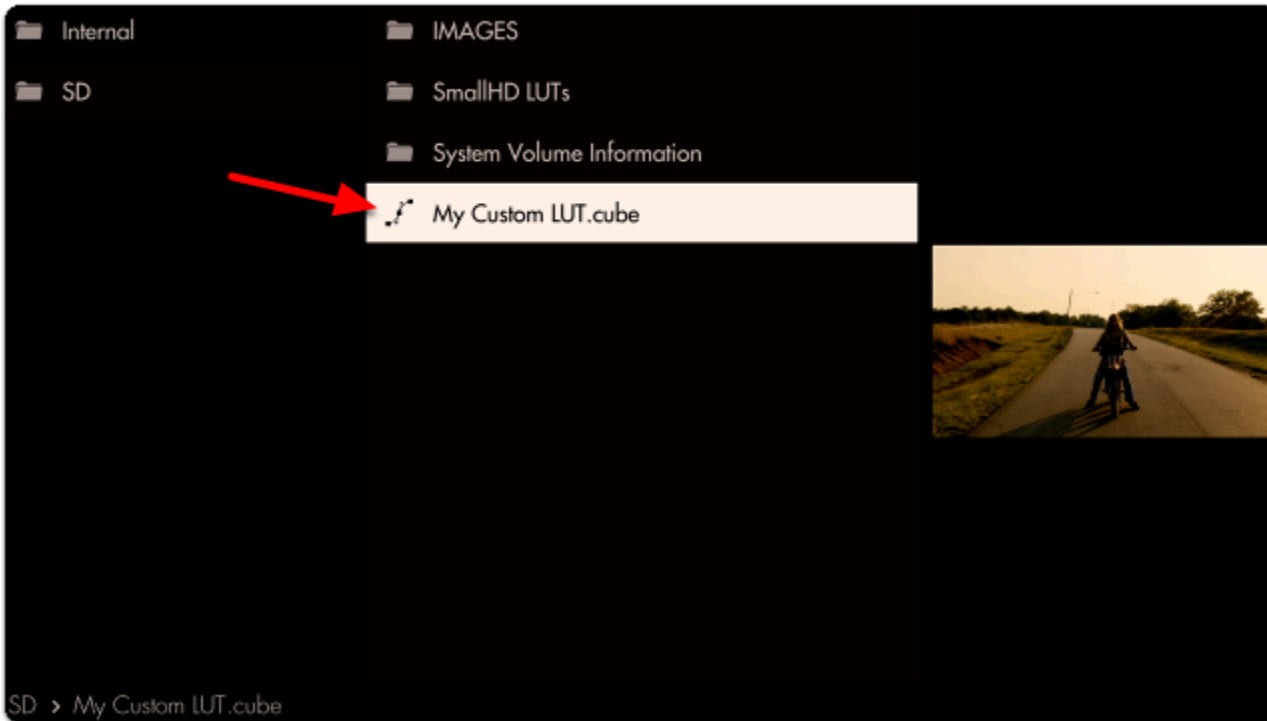 Internal
SD
IMAGES
SmallHD LUTs
System Volume Information
My Custom LUT.cube
SD > My Custom LUT.cube